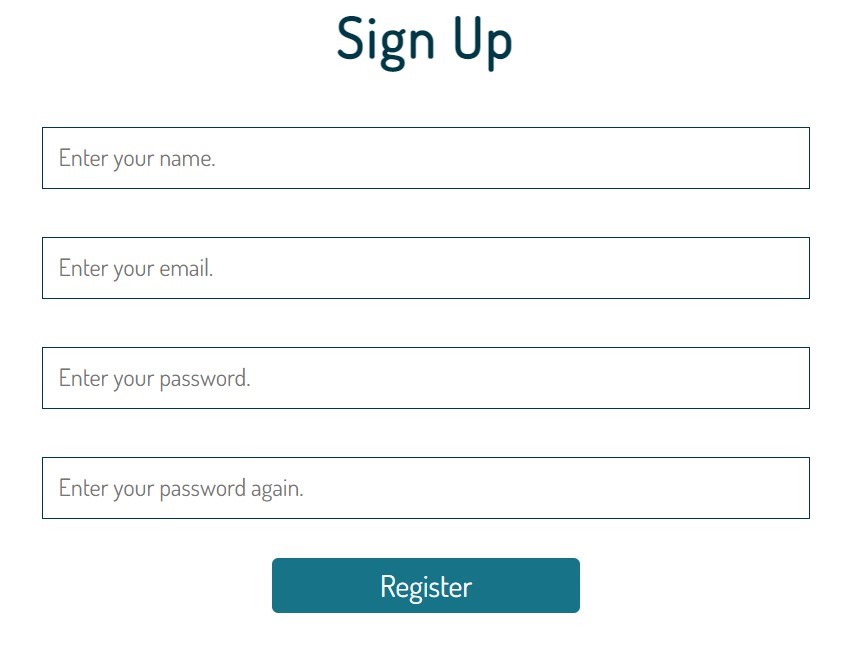 Sign Up
Enter your name.
Enter your email.
Enter your password.
Enter your password again.
Register